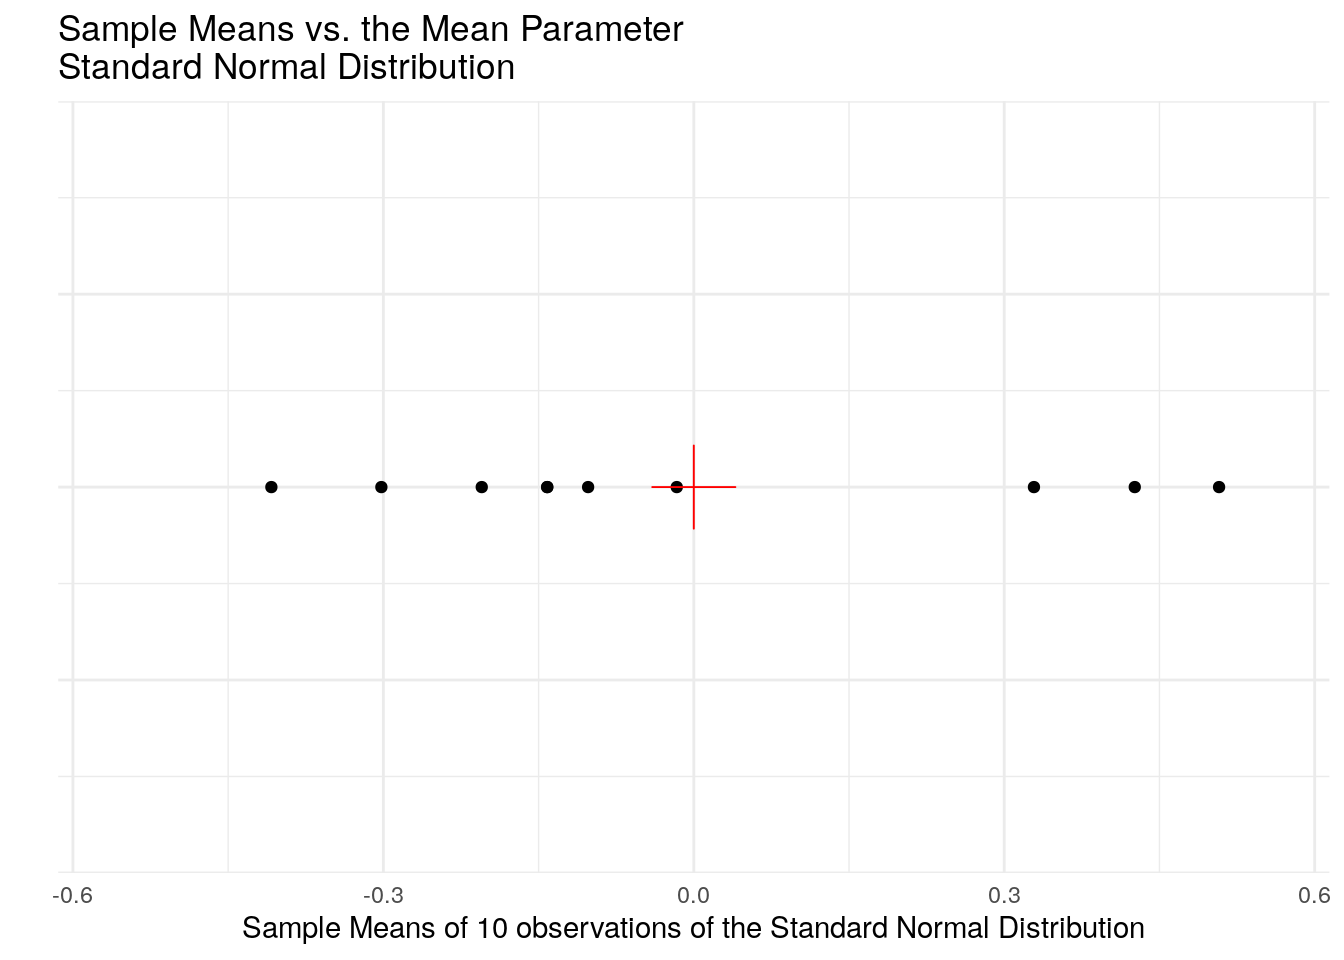 Sample Means vs. the Mean Parameter
Standard Normal Distribution
-0.6 -0.3 0.0 0.3 0.6
Sample Means of 10 observations of the Standard Normal Distribution